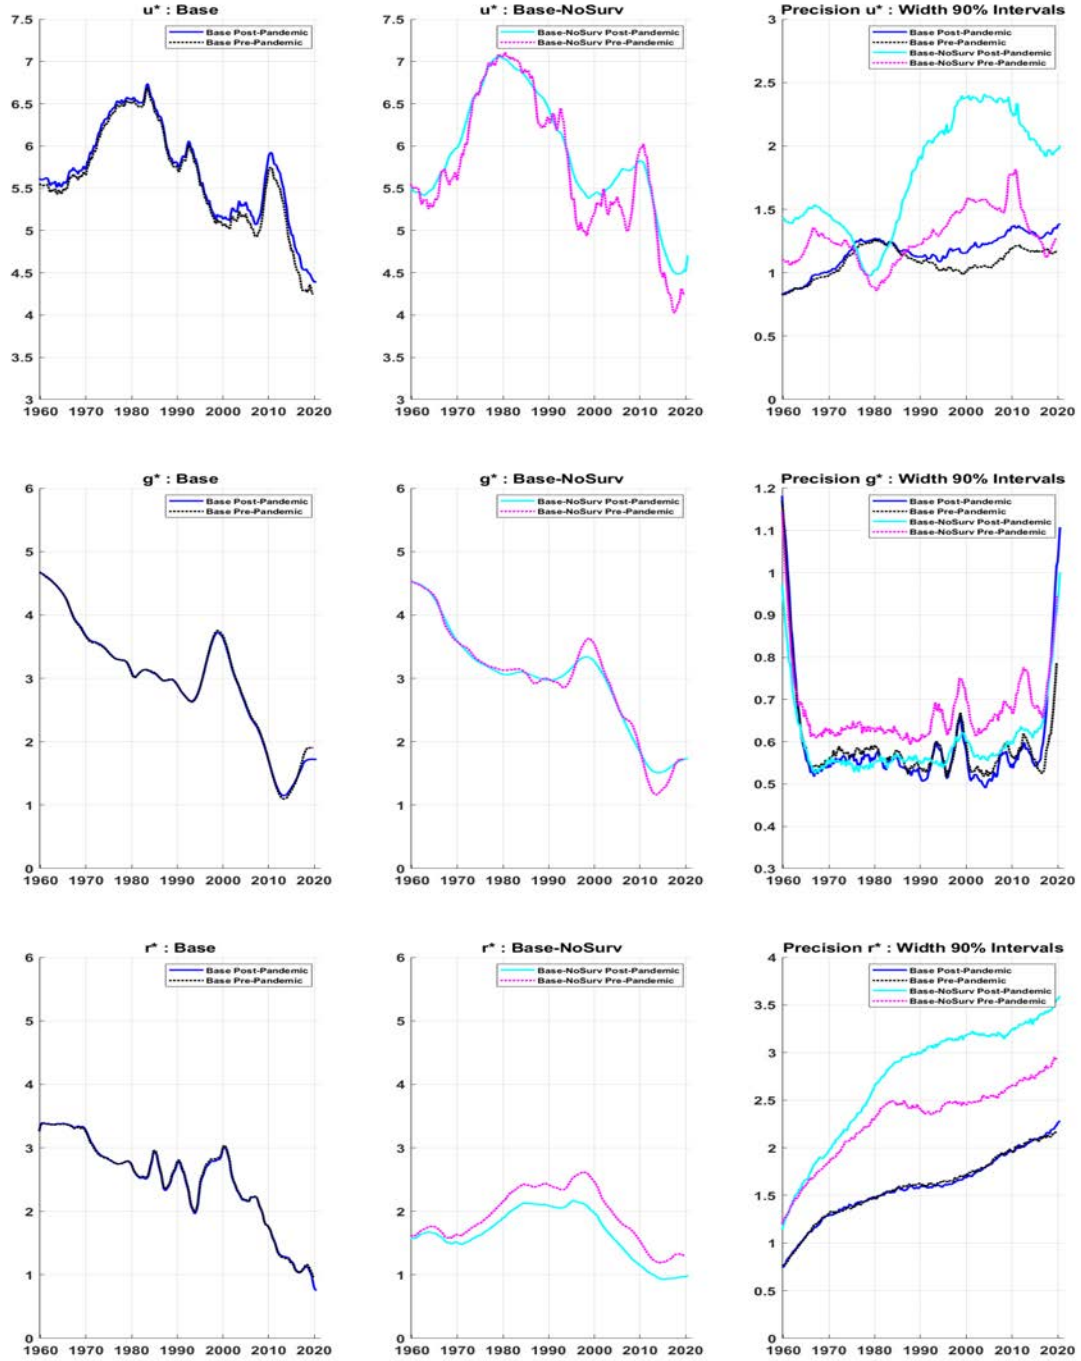 u* : Base
7.5
7
6.5
6
5.5
5
4.5
4
3.5
3
1960 1970 1980 1990 2000 2010 2020
Base Post-Pandemic
Base Pre-Pandemic
u* : Base-NoSurv
7.5
7
6.5
6
5.5
5
4.5
4
3.5
3
1960 1970 1980 1990 2000 2010 2020
Base-NoSurv Post-Pandemic
Base-NoSurv Pre-Pandemic
Precision u* : Width 90% Intervals
3
2.5
2
1.5
1
0.5
0
1960 1970 1980 1990 2000 2010 2020
Base Post-Pandemic
Base Pre-Pandemic
Base-NoSurv Post-Pandemic
Base-NoSurv Pre-Pandemic
g* : Base
6
5
4
3
2
1
0
1960 1970 1980 1990 2000 2010 2020
Base Post-Pandemic
Base Pre-Pandemic
g* : Base-NoSurv
6
5
4
3
2
1
0
1960 1970 1980 1990 2000 2010 2020
Base-NoSurv Post-Pandemic
Base-NoSurv Pre-Pandemic
Precision g* : Width 90% Intervals
1.2
1.1
1
0.9
0.8
0.7
0.6
0.5
0.4
0.3
1960 1970 1980 1990 2000 2010 2020
Base Post-Pandemic
Base Pre-Pandemic
Base-NoSurv Post-Pandemic
Base-NoSurv Pre-Pandemic
r* : Base
6
5
4
3
2
1
0
1960 1970 1980 1990 2000 2010 2020
Base Post-Pandemic
Base Pre-Pandemic
r* : Base-NoSurv
6
5
4
3
2
1
0
1960 1970 1980 1990 2000 2010 2020
Base-NoSurv Post-Pandemic
Base-NoSurv Pre-Pandemic
Precision r* : Width 90% Intervals
4
3.5
3
2.5
2
1.5
1
0.5
0
1960 1970 1980 1990 2000 2010 2020
Base Post-Pandemic
Base Pre-Pandemic
Base-NoSurv Post-Pandemic
Base-NoSurv Pre-Pandemic